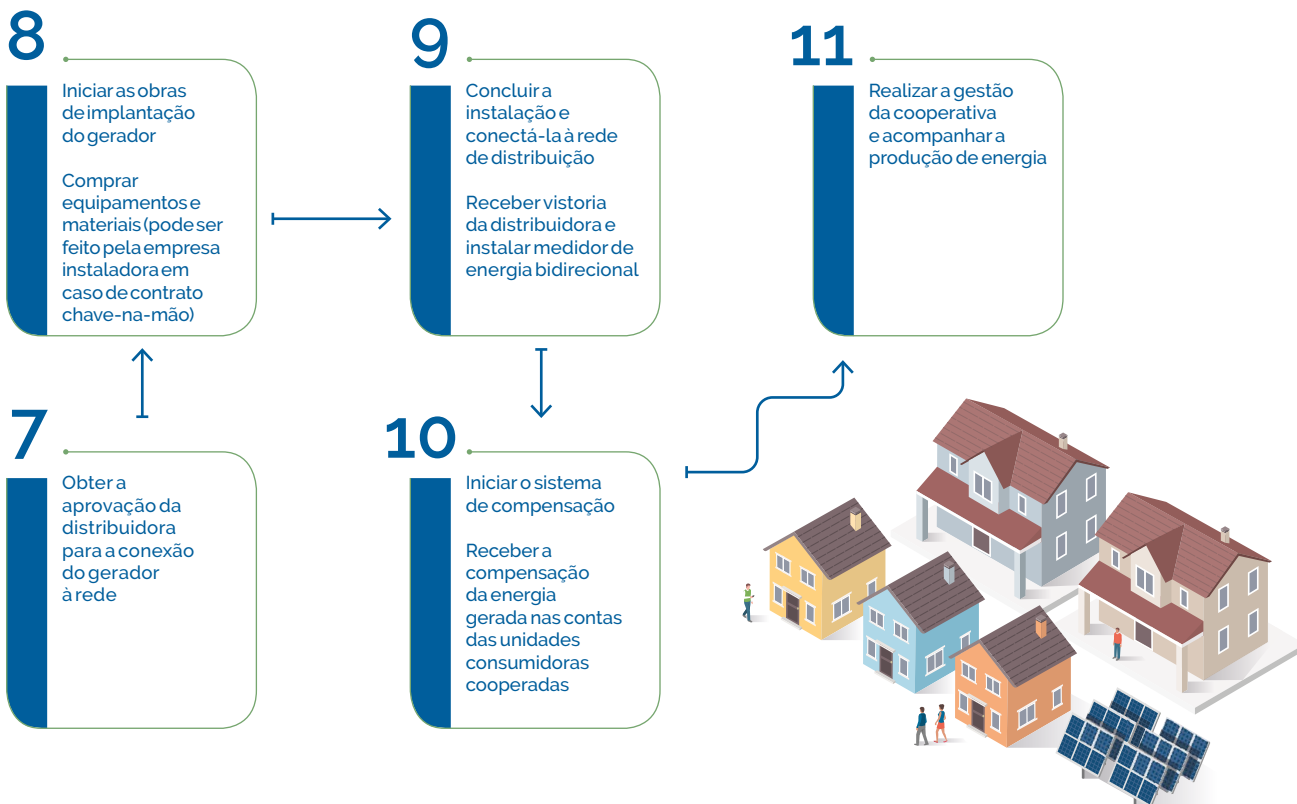 8
Iniciar as obras
de implantação
do gerador
Comprar
equipamentos e
materiais (pode ser
feito pela empresa
instaladora em
caso de contrato
chave-na-mão)
9
Concluir a
instalação e
conectá-la à rede
de distribuição
Receber vistoria
da distribuidora e
instalar medidor de
energia bidirecional
11
Realizar a gestão
da cooperativa
e acompanhar a
produção de energia
7
Obter a
aprovação da
distribuidora
para a conexão
do gerador
à rede
10
Iniciar o sistema
de compensação
Receber a
compensação
da energia
gerada nas contas
das unidades
consumidoras
cooperadas